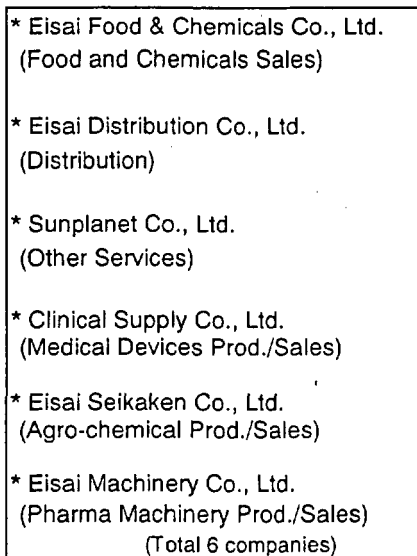 * Eisai Food & Chemicals Co., Ltd.
(Food and Chemicals Sales)
* Eisai Distribution Co., Ltd.
(Distribution)
* Sunplanet Co., Ltd.
(Other Services)
* Clinical Supply Co., Ltd.
(Medical Devices Prod./Sales)
* Eisai Seikaken Co., Ltd.
(Agro-chemical Prod./Sales)
* Eisai Machinery Co., Ltd.
(Pharma Machinery Prod./Sales)
(Total 6 companies)